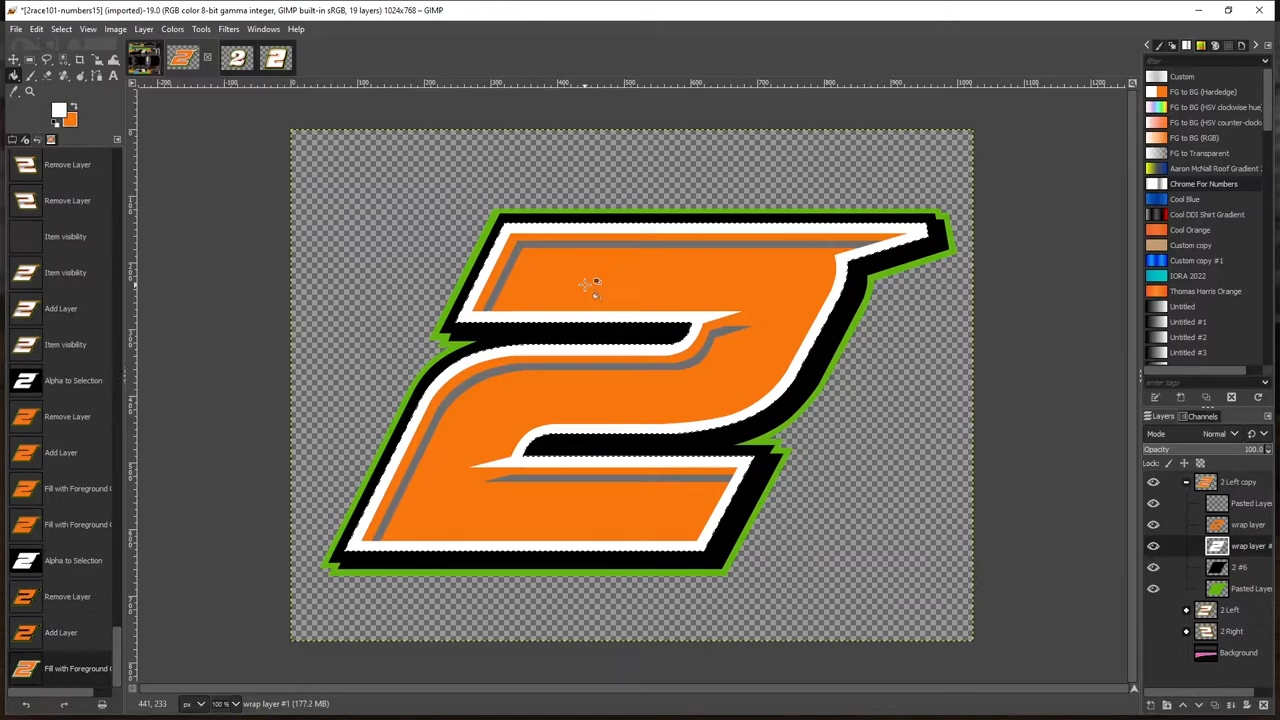 *[2race101-numbers15] (imported)-19.0 (RGB color 8-bit gamma integer, GIMP built-in sRGB, 19 layers) 1024x768 – GIMP
File Edit Select View Image Layer Colors Tools Filters Windows Help
Remove Layer
Remove Layer
Item visibility
Item visibility
Add Layer
Item visibility
Alpha to Selection
Remove Layer
Add Layer
Fill with Foreground C
Fill with Foreground C
Alpha to Selection
Remove Layer
Add Layer
Fill with Foreground C
2
filter
Custom
FG to BG (Hardedge)
FG to BG (HSV clockwise hue)
FG to BG (HSV counter-clock
FG to BG (RGB)
FG to Transparent
Aaron McNall Roof Gradient
Chrome For Numbers
Cool Blue
Cool DDI Shirt Gradient
Cool Orange
Custom copy
Custom copy #1
IORA 2022
Thomas Harris Orange
Untitled
Untitled #1
Untitled #2
Untitled #3
enter tags
Layers Channels
Mode Normal
Opacity 100.0
Lock:
2 Left copy
Pasted Laye
wrap layer
wrap layer #
2 #6
Pasted Laye
2 Left
2 Right
Background
441, 233 px 100 % wrap layer #1 (177.2 MB)